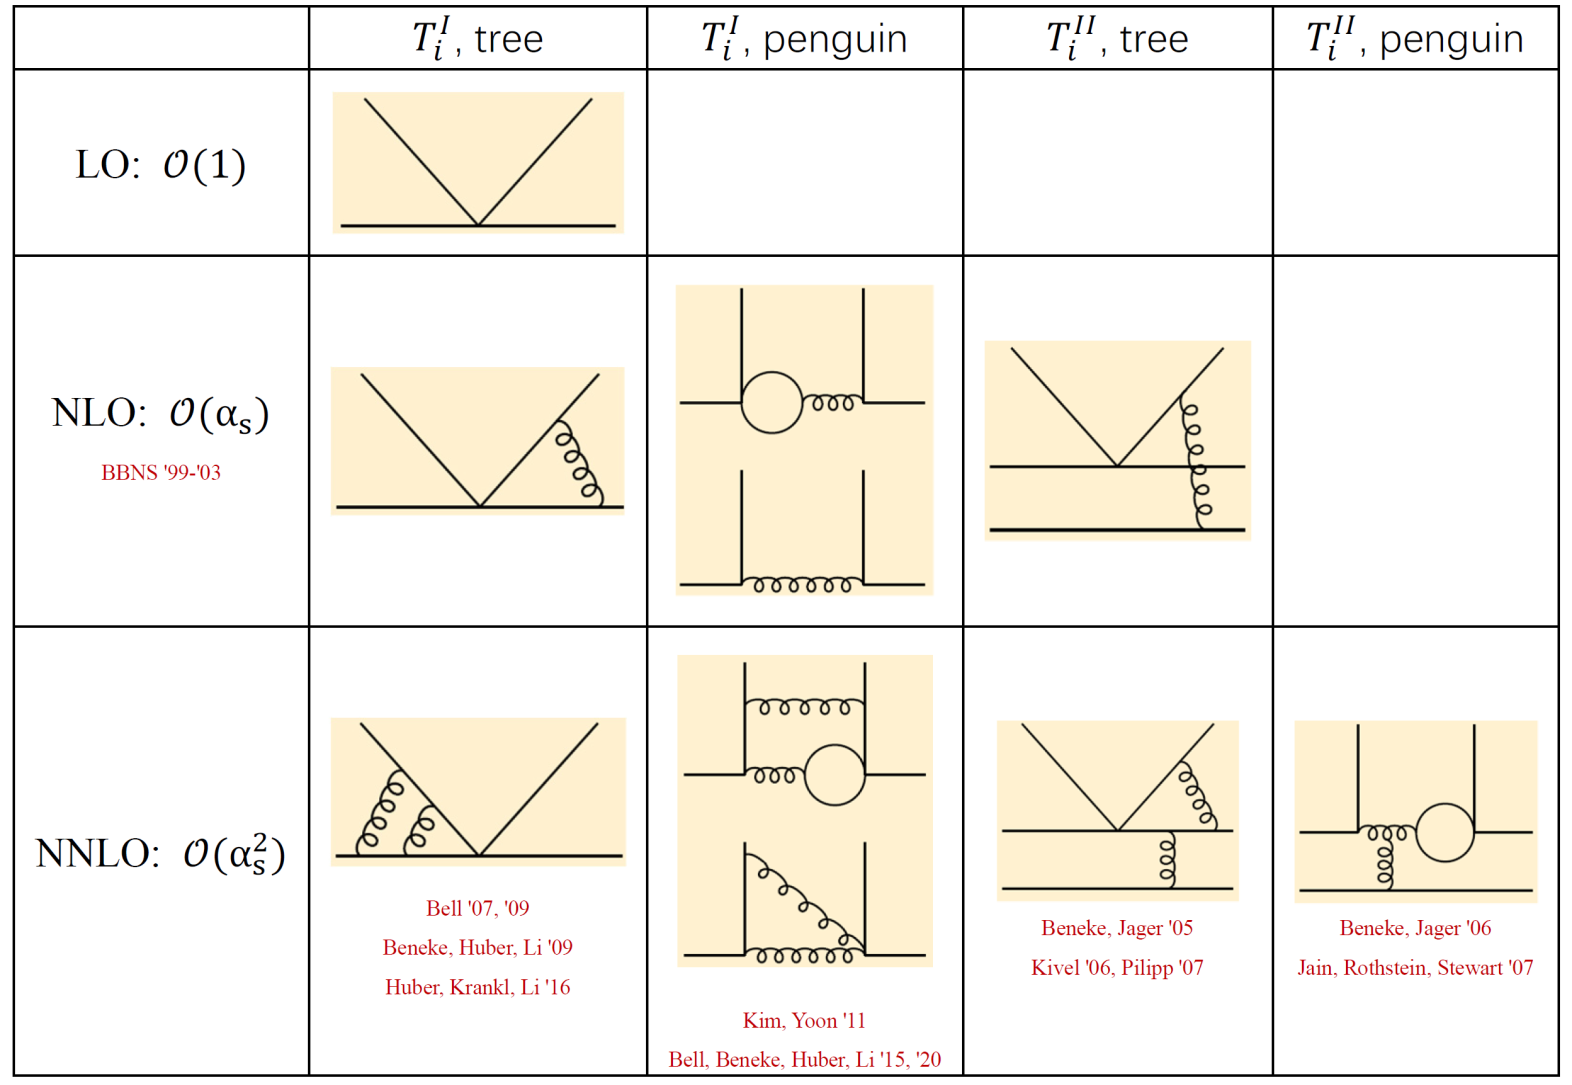 T_i^I, tree
T_i^I, penguin
T_i^{II}, tree
T_i^{II}, penguin
LO: 𝒪(1)
NLO: 𝒪(α_s)
BBNS '99-'03
NNLO: 𝒪(α_s^2)
Bell '07, '09
Beneke, Huber, Li '09
Huber, Krankl, Li '16
Kim, Yoon '11
Bell, Beneke, Huber, Li '15, '20
Beneke, Jager '05
Kivel '06, Pilipp '07
Beneke, Jager '06
Jain, Rothstein, Stewart '07